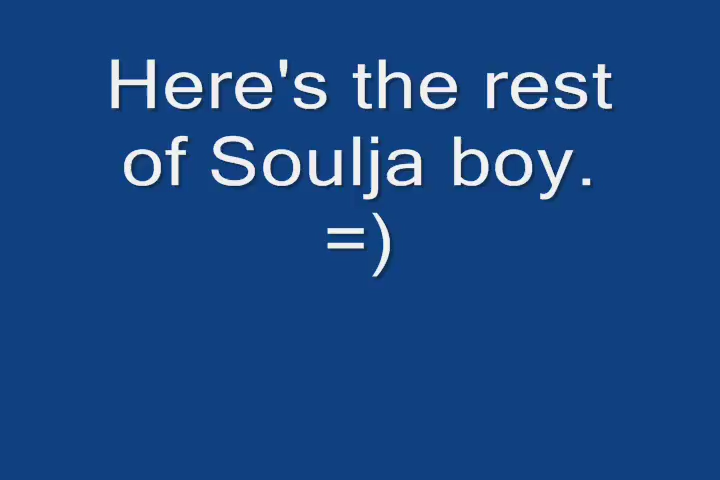 Here's the rest
of Soulja boy.
=)